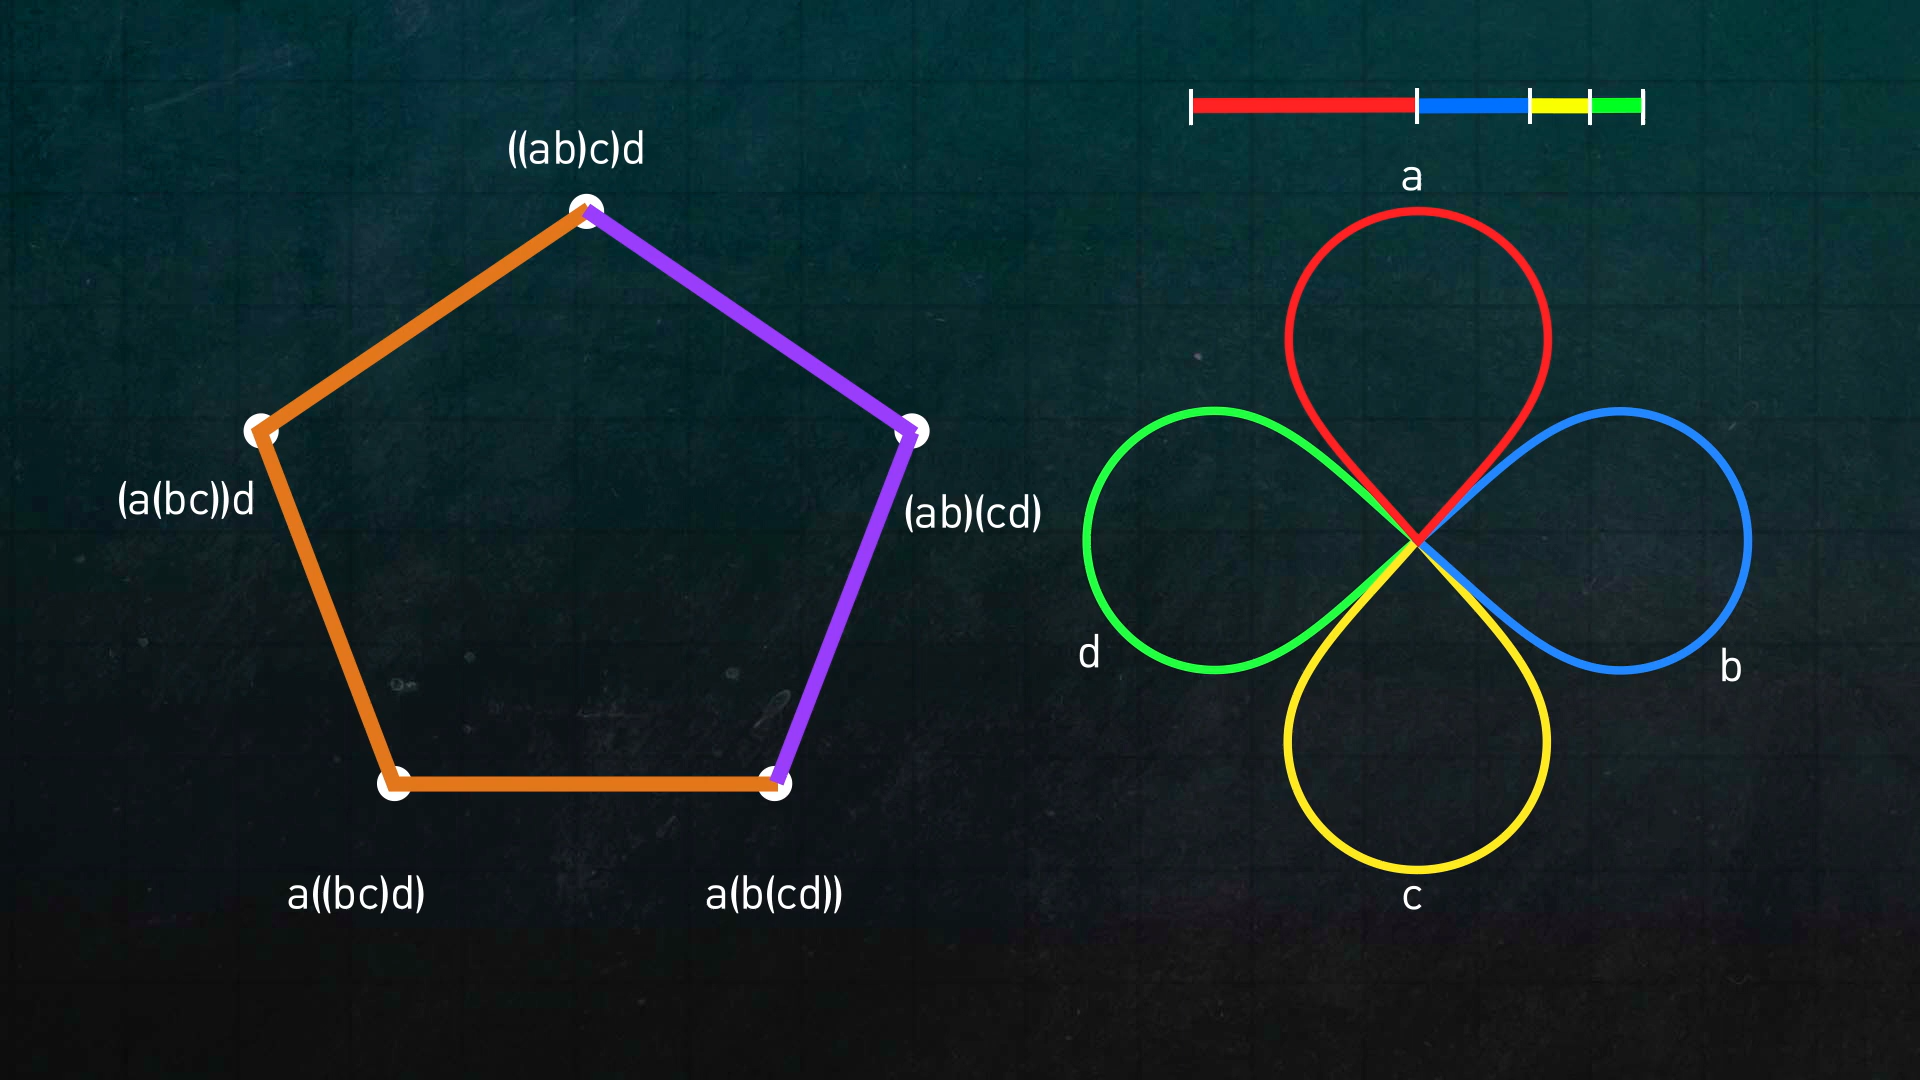 ((ab)c)d
(a(bc))d
(ab)(cd)
a((bc)d)
a(b(cd))
a
d
b
c